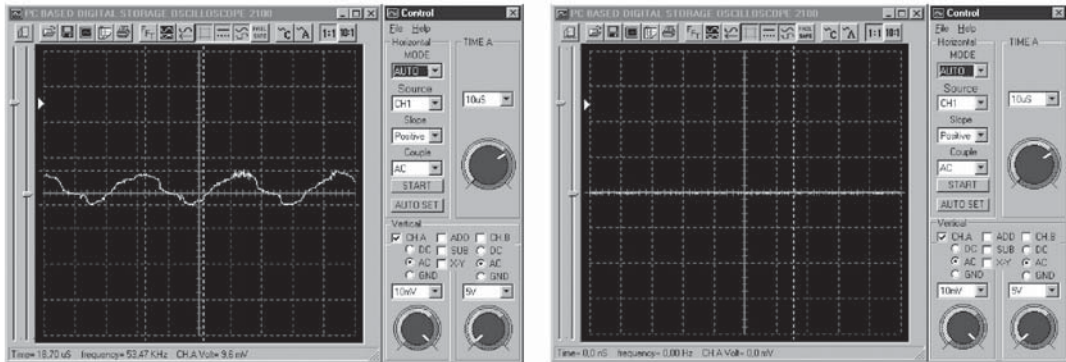 PC BASED DIGITAL STORAGE OSCILLOSCOPE 2100
1:1 10:1
Time= 18,70 uS frequency= 53,47 KHz CH.A Volt= 9,6 mV
Control
File Help
Horizontal
MODE
AUTO
Source
CH1
Slope
Positive
Couple
AC
START
AUTO SET
TIME A
10uS
Vertical
CH.A ADD CH.B
DC SUB DC
AC X-Y AC
GND GND
10mV 5V
PC BASED DIGITAL STORAGE OSCILLOSCOPE 2100
1:1 10:1
Time= 0,0 nS frequency= 0,00 Hz CH.A Volt= 0,0 mV
Control
File Help
Horizontal
MODE
AUTO
Source
CH1
Slope
Positive
Couple
AC
START
AUTO SET
TIME A
10uS
Vertical
CH.A ADD CH.B
DC SUB DC
AC X-Y AC
GND GND
10mV 5V